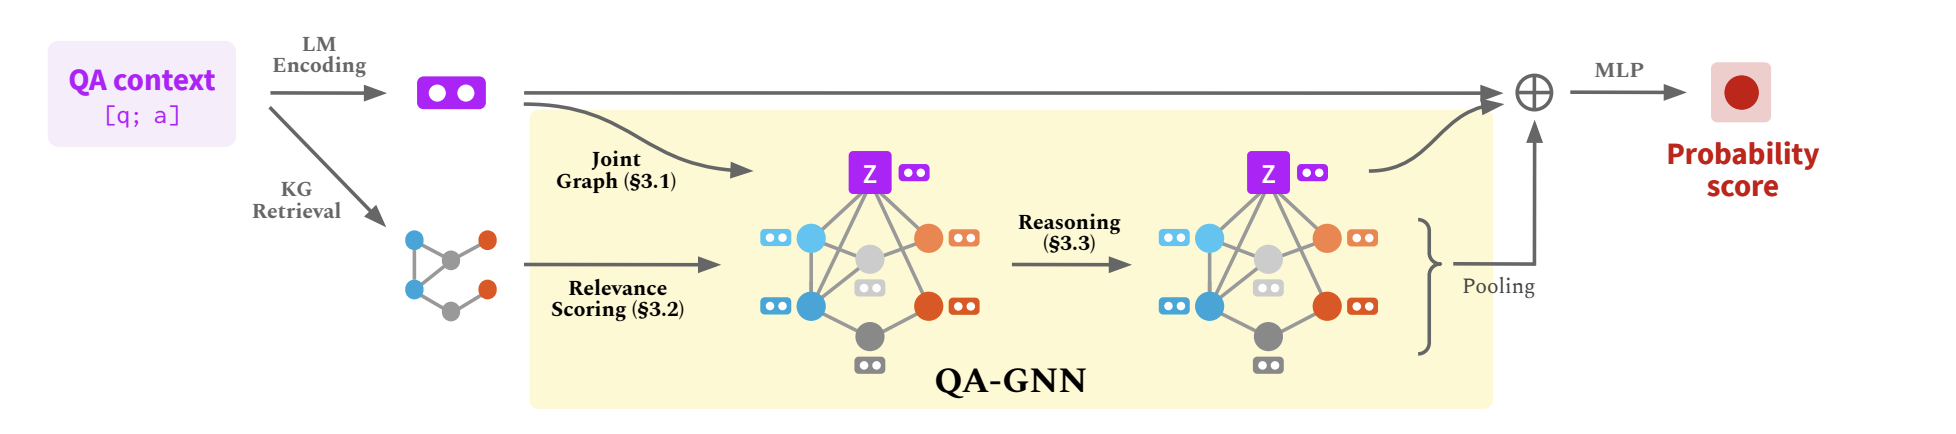 QA context
[q; a]
LM
Encoding
KG
Retrieval
Joint
Graph (§3.1)
Relevance
Scoring (§3.2)
Z
Reasoning
(§3.3)
Z
QA-GNN
Pooling
MLP
Probability
score